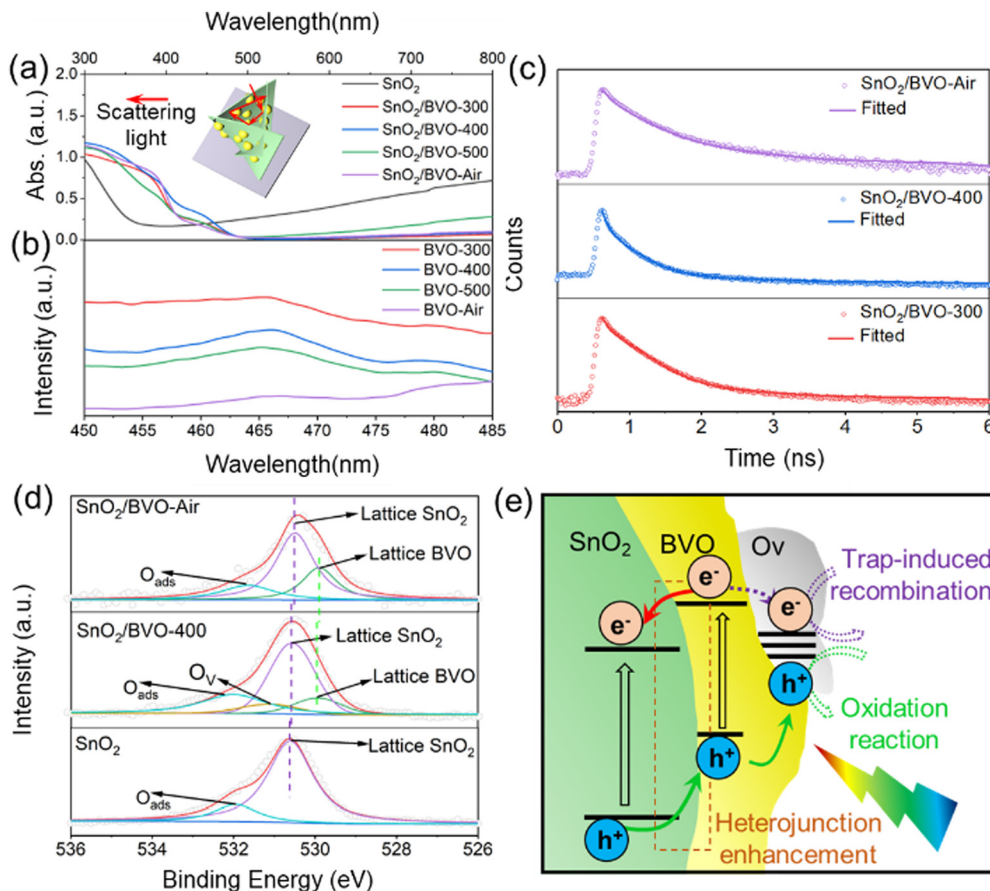 Wavelength(nm)
300 400 500 600 700 800
(a)
2.0
1.5
1.0
0.5
0.0
Abs. (a.u.)
Scattering
light
SnO₂
SnO₂/BVO-300
SnO₂/BVO-400
SnO₂/BVO-500
SnO₂/BVO-Air
(b)
Intensity (a.u.)
BVO-300
BVO-400
BVO-500
BVO-Air
450 455 460 465 470 475 480 485
Wavelength(nm)
(c)
Counts
SnO₂/BVO-Air
Fitted
SnO₂/BVO-400
Fitted
SnO₂/BVO-300
Fitted
0 1 2 3 4 5 6
Time (ns)
(d)
Intensity (a.u.)
SnO₂/BVO-Air
Lattice SnO₂
Lattice BVO
Oads
SnO₂/BVO-400
Lattice SnO₂
Oads
OV
Lattice BVO
SnO₂
Lattice SnO₂
Oads
536 534 532 530 528 526
Binding Energy (eV)
(e)
SnO₂ BVO Ov
Trap-induced
recombination
e⁻
e⁻
e⁻
h⁺
Oxidation
reaction
h⁺
h⁺
Heterojunction
enhancement